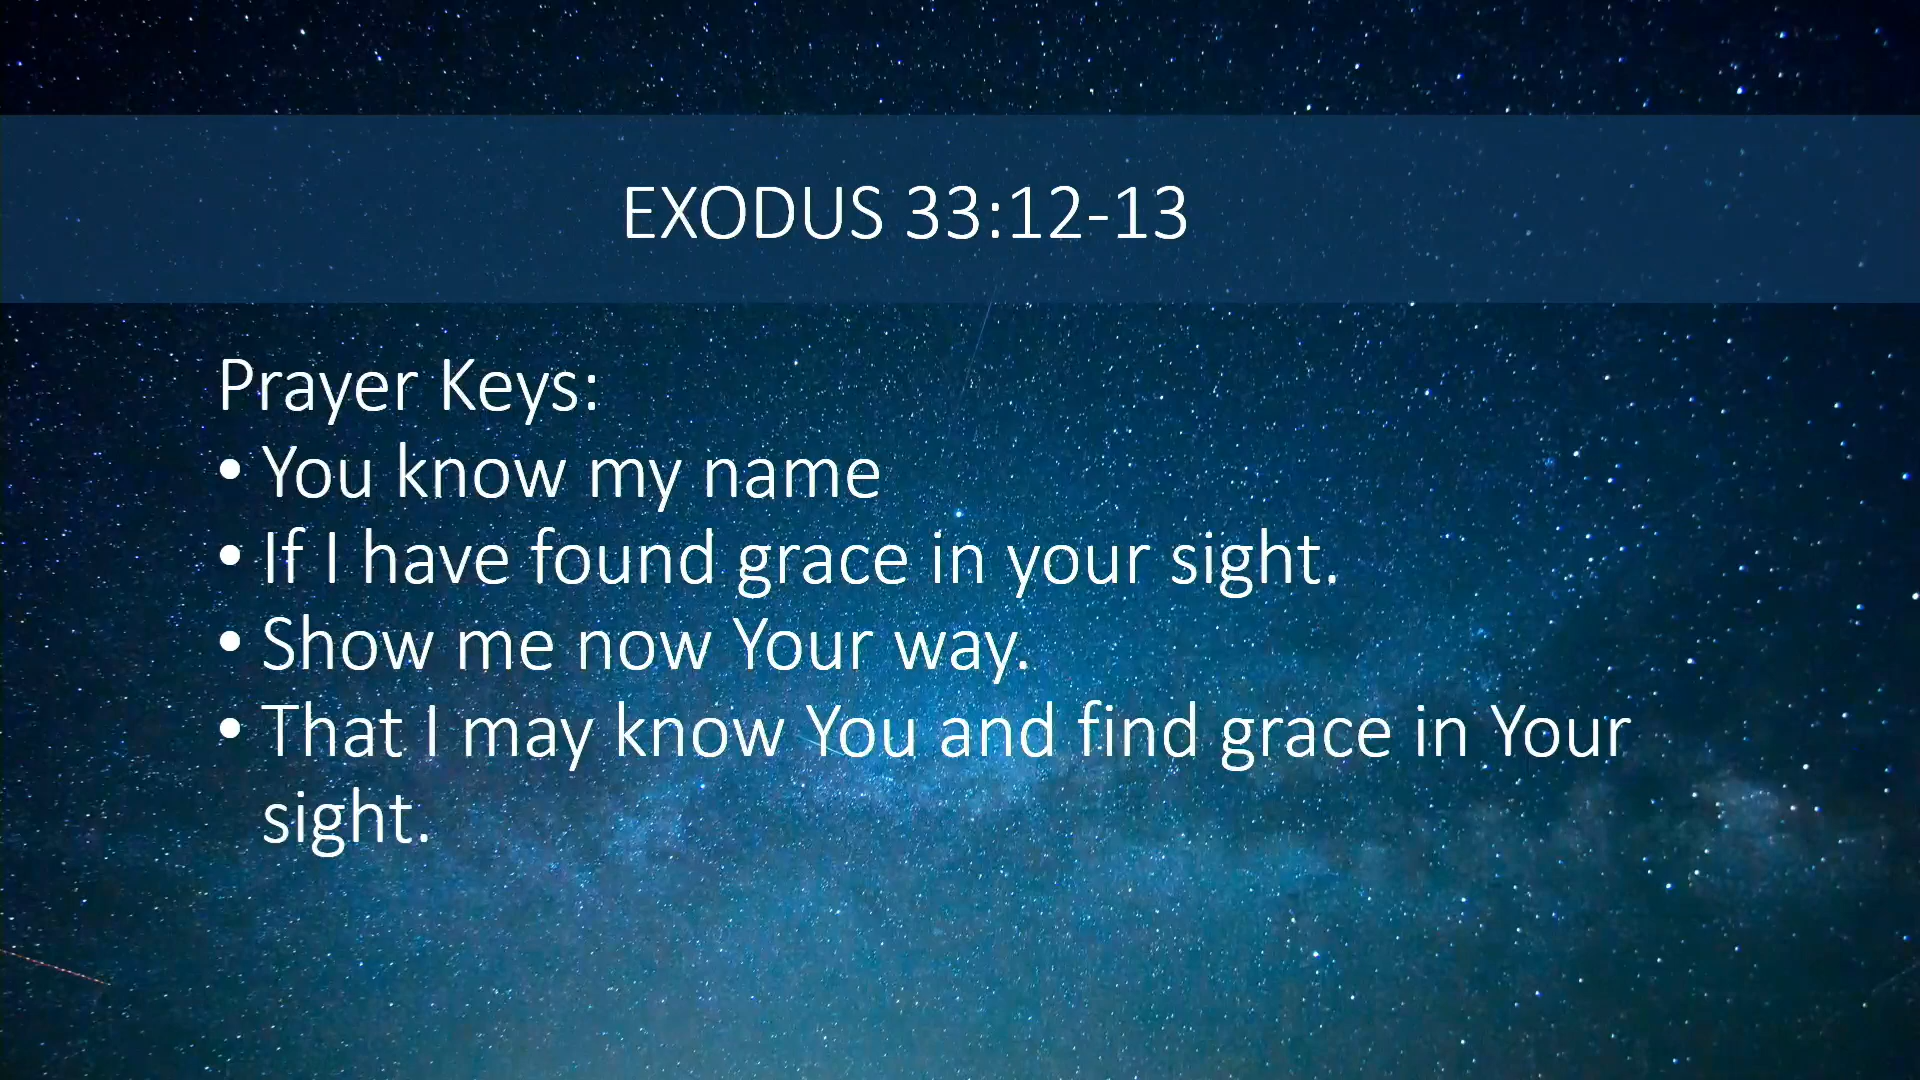 EXODUS 33:12-13
Prayer Keys:
• You know my name
• If I have found grace in your sight.
• Show me now Your way.
• That I may know You and find grace in Your
sight.